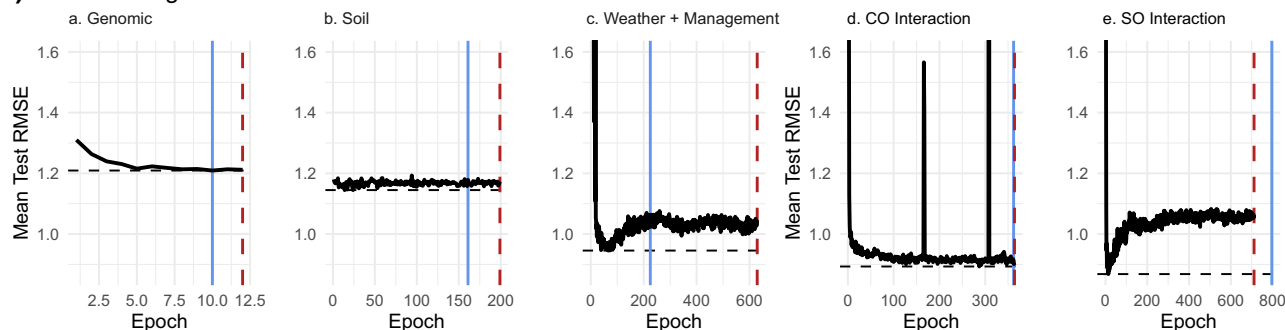 a. Genomic
b. Soil
c. Weather + Management
d. CO Interaction
e. SO Interaction
Mean Test RMSE
1.6
1.4
1.2
1.0
2.5 5.0 7.5 10.0 12.5
Epoch
1.6
1.4
1.2
1.0
0 50 100 150 200
Epoch
1.6
1.4
1.2
1.0
0 200 400 600
Epoch
Mean Test RMSE
1.6
1.4
1.2
1.0
0 100 200 300
Epoch
1.6
1.4
1.2
1.0
0 200 400 600 800
Epoch